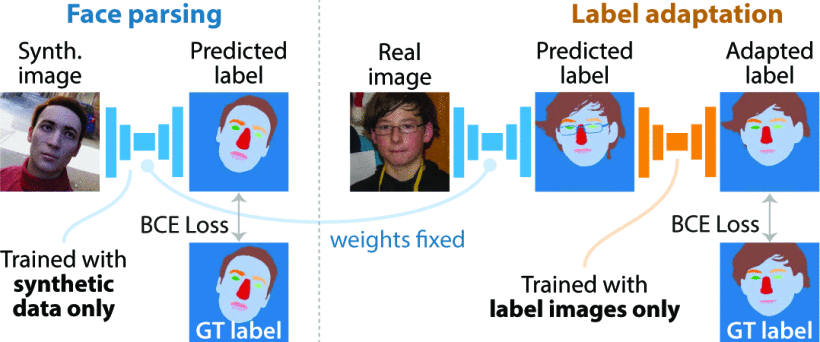 Face parsing
Synth.
image
Predicted
label
BCE Loss
Trained with
synthetic
data only
GT label
weights fixed
Label adaptation
Real
image
Predicted
label
Adapted
label
BCE Loss
Trained with
label images only
GT label